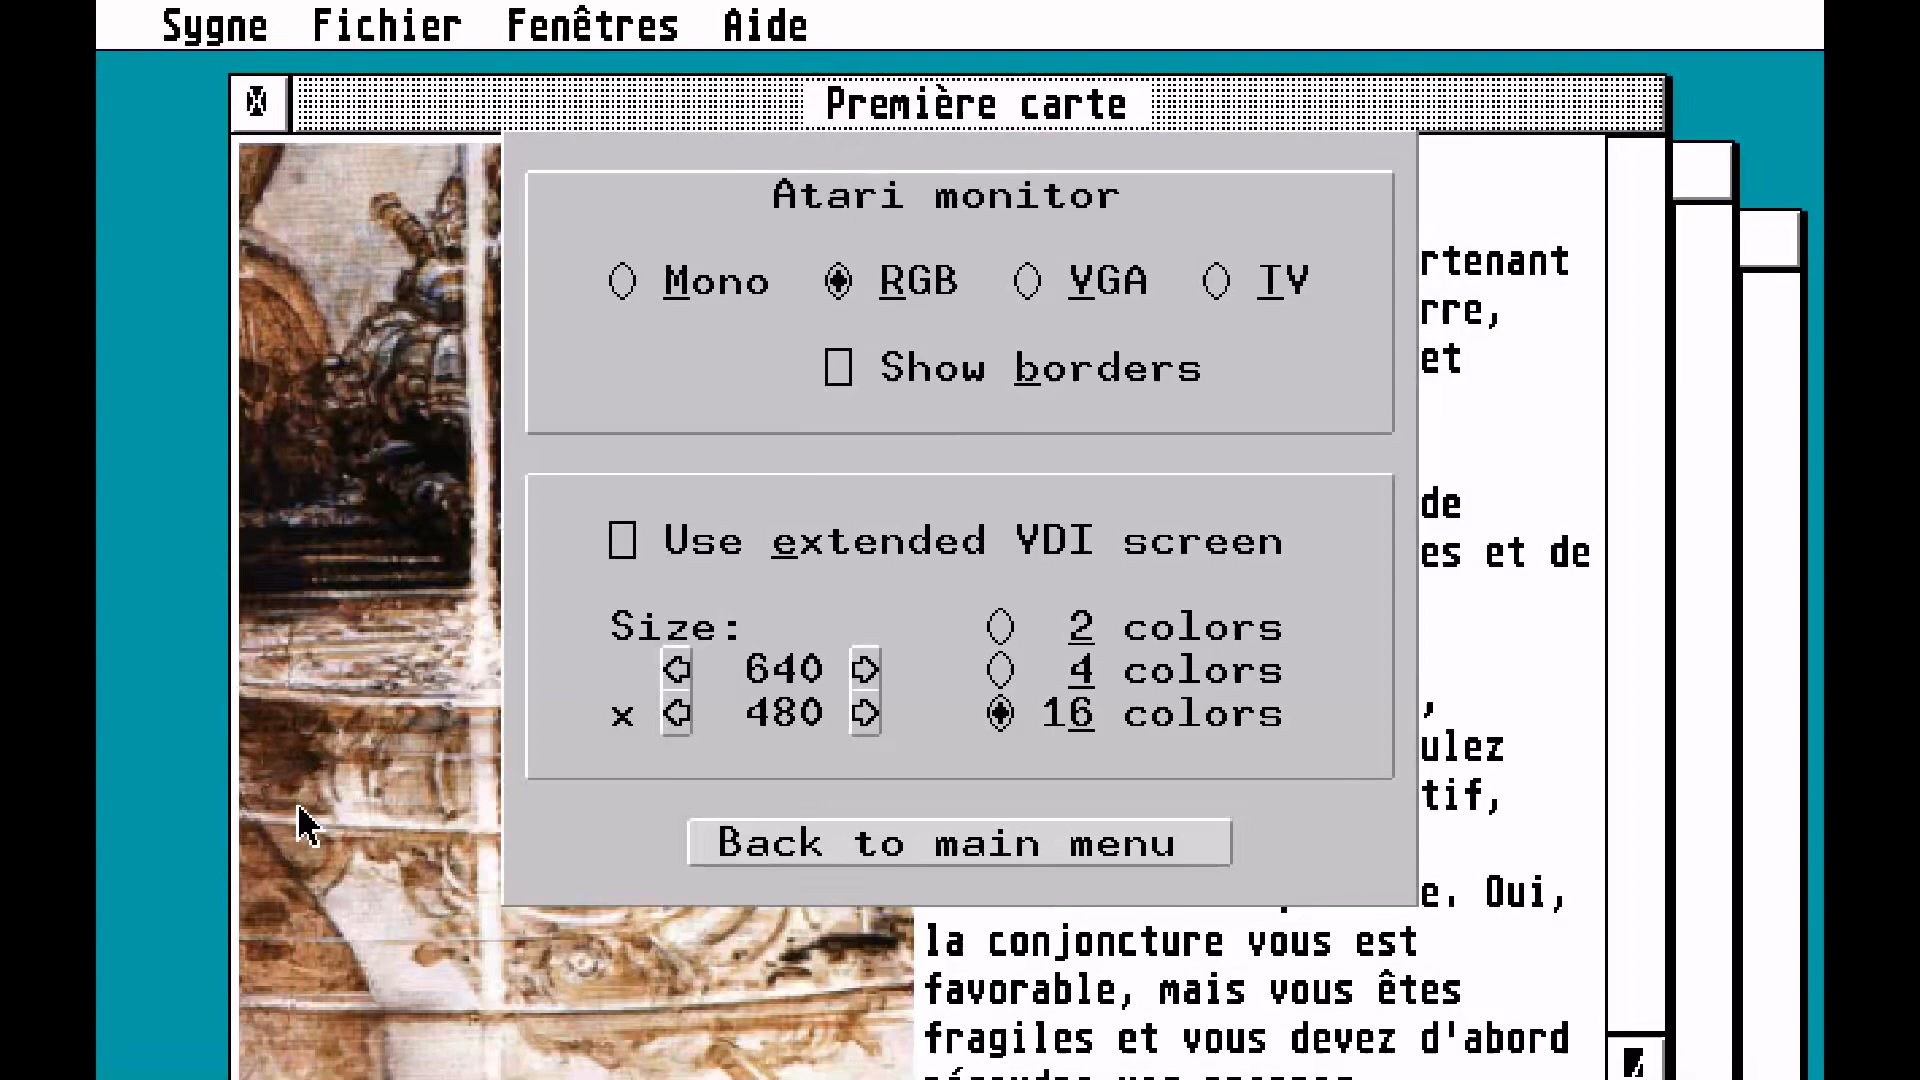 Sygne Fichier Fenêtres Aide
Première carte
Atari monitor
Mono RGB VGA TV
Show borders
Use extended VDI screen
Size:
640
x 480
2 colors
4 colors
16 colors
Back to main menu
rtenant
rre,
et
de
es et de
,
ulez
tif,
e. Oui,
la conjoncture vous est
favorable, mais vous êtes
fragiles et vous devez d'abord